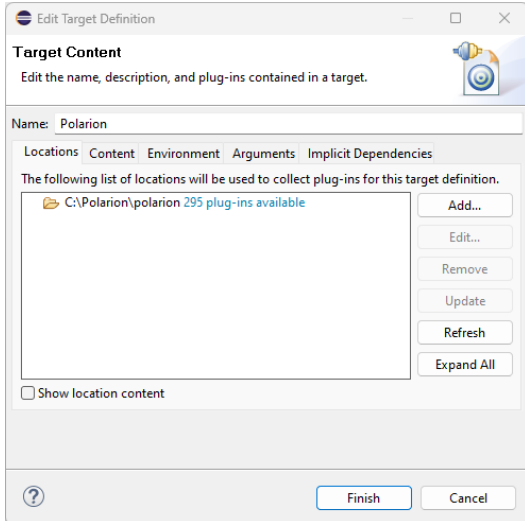 Edit Target Definition
Target Content
Edit the name, description, and plug-ins contained in a target.
Name: Polarion
Locations Content Environment Arguments Implicit Dependencies
The following list of locations will be used to collect plug-ins for this target definition.
C:\Polarion\polarion 295 plug-ins available
Add...
Edit...
Remove
Update
Refresh
Expand All
Show location content
?
Finish Cancel